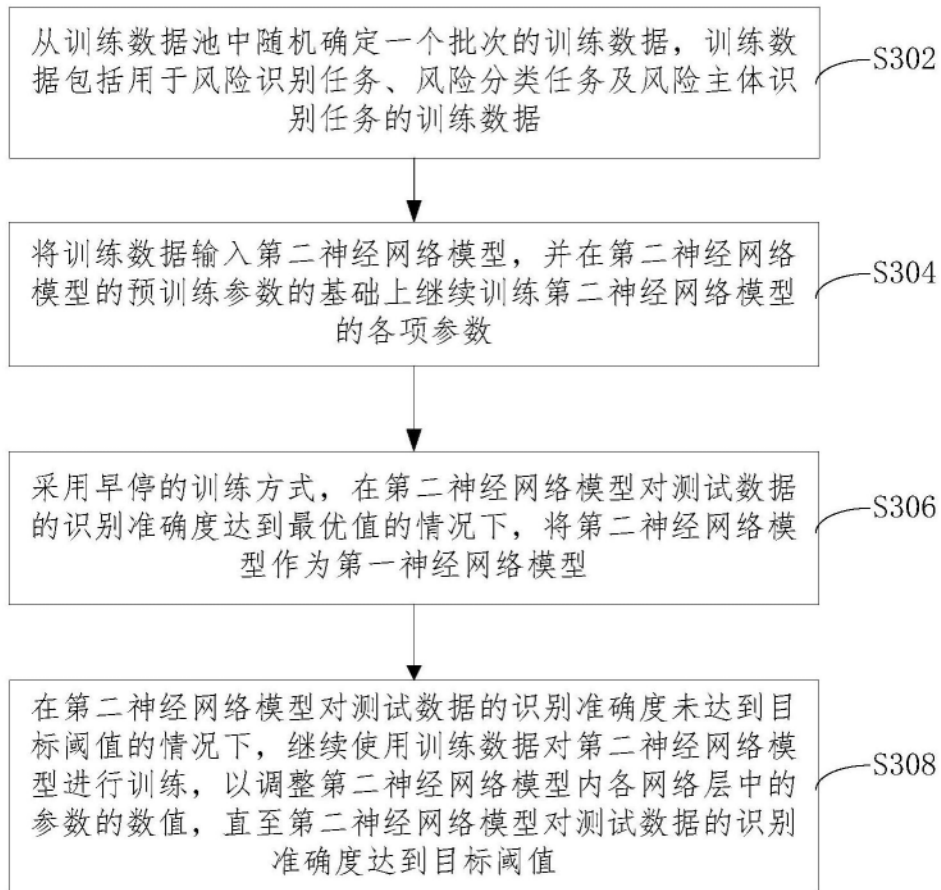 从训练数据池中随机确定一个批次的训练数据，训练数
据包括用于风险识别任务、风险分类任务及风险主体识
别任务的训练数据
S302
将训练数据输入第二神经网络模型，并在第二神经网络
模型的预训练参数的基础上继续训练第二神经网络模型
的各项参数
S304
采用早停的训练方式，在第二神经网络模型对测试数据
的识别准确度达到最优值的情况下，将第二神经网络模
型作为第一神经网络模型
S306
在第二神经网络模型对测试数据的识别准确度未达到目
标阈值的情况下，继续使用训练数据对第二神经网络模
型进行训练，以调整第二神经网络模型内各网络层中的
参数的数值，直至第二神经网络模型对测试数据的识别
准确度达到目标阈值
S308